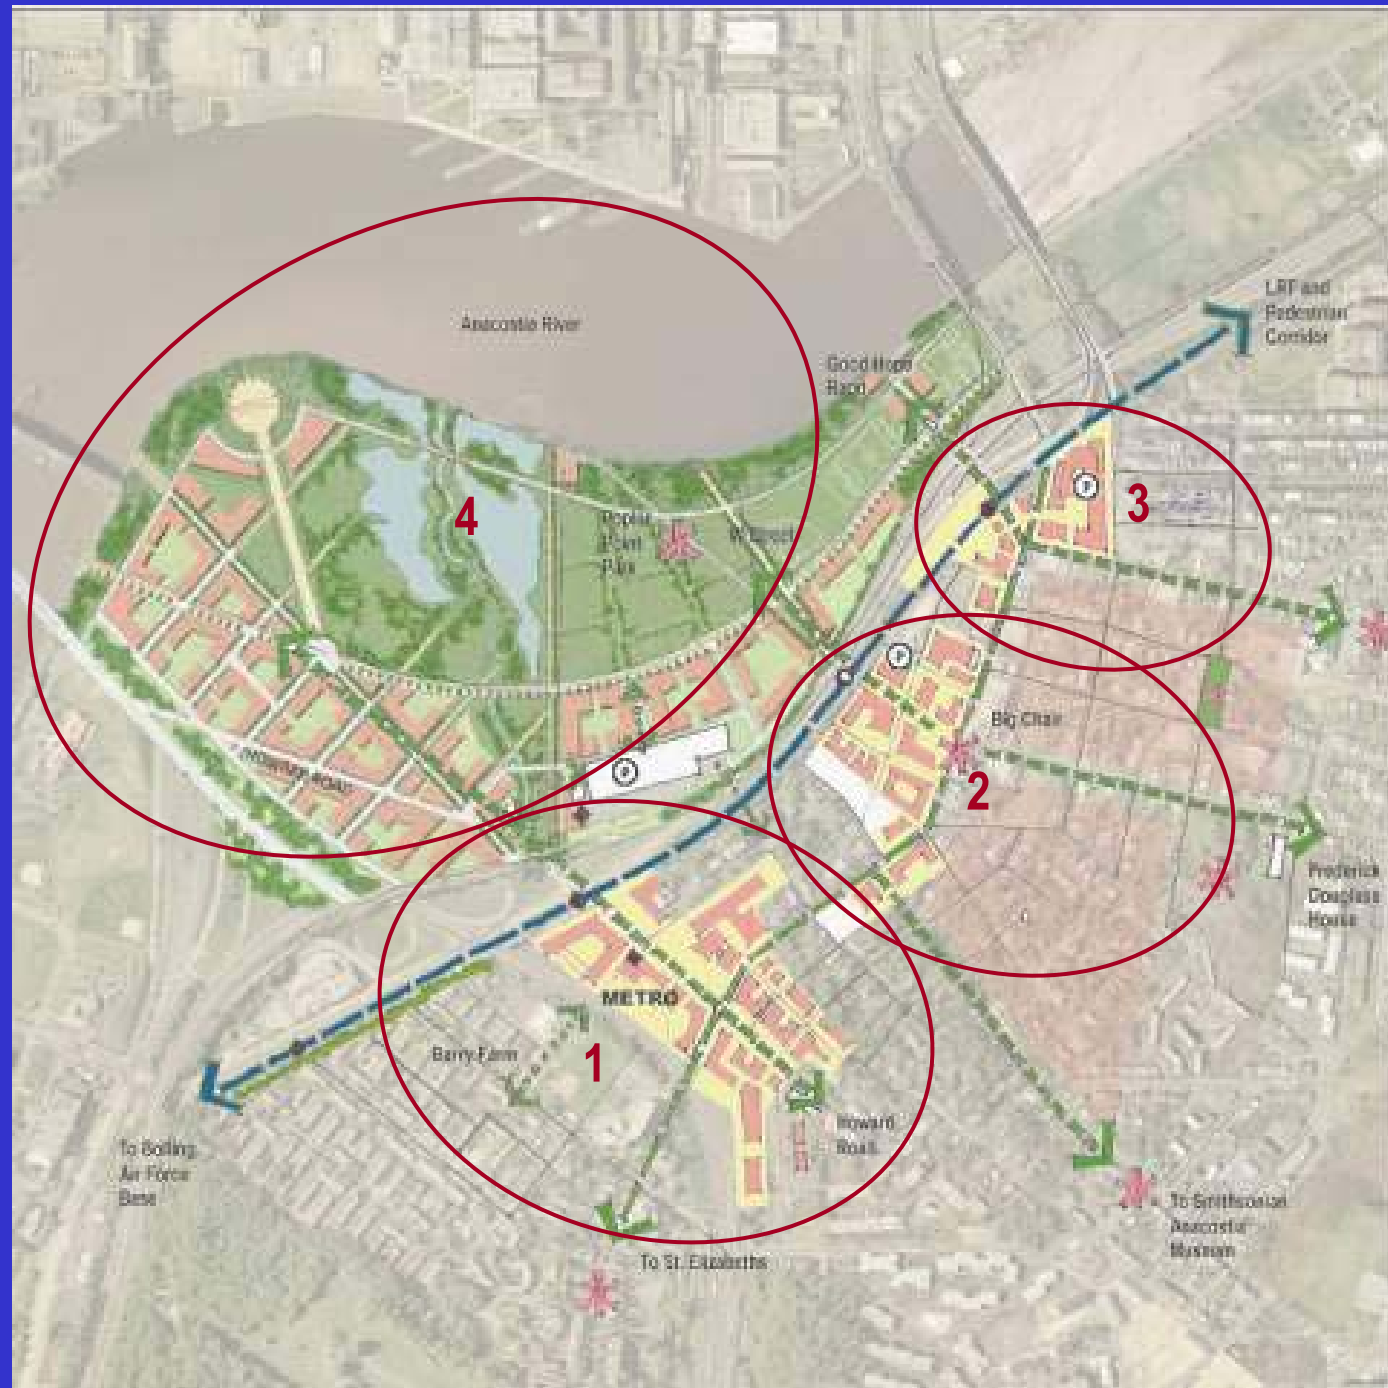 LRT and
Pedestrian
Corridor
Anacostia River
Good Hope
Road
3
4
Poplar
Point
Park
W Street
P
P
Big Chair
2
P
HOWARD ROAD
Frederick
Douglass
House
METRO
Barry Farm
1
Howard
Road
To Bolling
Air Force
Base
To Smithsonian
Anacostia
Museum
To St. Elizabeths